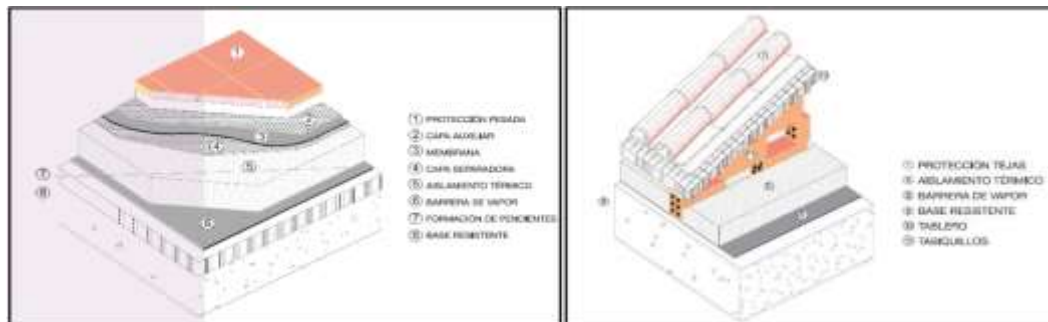 ① PROTECCIÓN PESADA
② CAPA AUXILIAR
③ MEMBRANA
④ CAPA SEPARADORA
⑤ AISLAMIENTO TÉRMICO
⑥ BARRERA DE VAPOR
⑦ FORMACIÓN DE PENDIENTES
⑧ BASE RESISTENTE
PROTECCIÓN TEJAS
AISLAMIENTO TÉRMICO
BARRERA DE VAPOR
BASE RESISTENTE
⑩ TABLERO
TABIQUILLOS